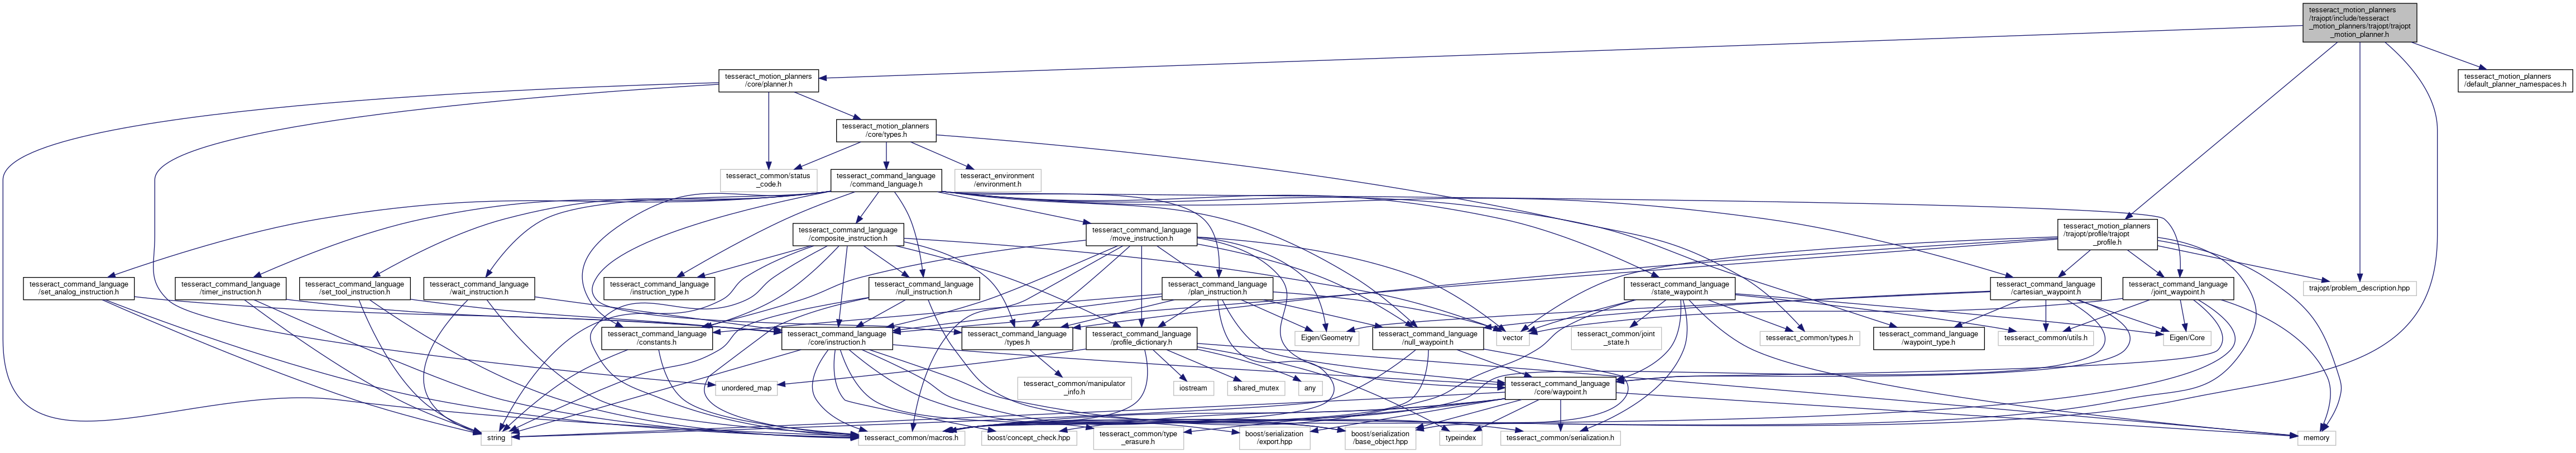 tesseract_motion_planners
/trajopt/include/tesseract
_motion_planners/trajopt/trajopt
_motion_planner.h
tesseract_motion_planners
/core/planner.h
tesseract_motion_planners
/default_planner_namespaces.h
tesseract_motion_planners
/core/types.h
tesseract_common/status
_code.h
tesseract_command_language
/command_language.h
tesseract_environment
/environment.h
tesseract_command_language
/composite_instruction.h
tesseract_command_language
/move_instruction.h
tesseract_motion_planners
/trajopt/profile/trajopt
_profile.h
tesseract_command_language
/set_analog_instruction.h
tesseract_command_language
/timer_instruction.h
tesseract_command_language
/set_tool_instruction.h
tesseract_command_language
/wait_instruction.h
tesseract_command_language
/instruction_type.h
tesseract_command_language
/null_instruction.h
tesseract_command_language
/plan_instruction.h
tesseract_command_language
/state_waypoint.h
tesseract_command_language
/cartesian_waypoint.h
tesseract_command_language
/joint_waypoint.h
trajopt/problem_description.hpp
tesseract_command_language
/constants.h
tesseract_command_language
/core/instruction.h
tesseract_command_language
/types.h
tesseract_command_language
/profile_dictionary.h
Eigen/Geometry
tesseract_command_language
/null_waypoint.h
vector
tesseract_common/joint
_state.h
tesseract_common/types.h
tesseract_command_language
/waypoint_type.h
tesseract_common/utils.h
Eigen/Core
unordered_map
tesseract_common/manipulator
_info.h
iostream
shared_mutex
any
tesseract_command_language
/core/waypoint.h
string
tesseract_common/macros.h
boost/concept_check.hpp
tesseract_common/type
_erasure.h
boost/serialization
/export.hpp
boost/serialization
/base_object.hpp
typeindex
tesseract_common/serialization.h
memory